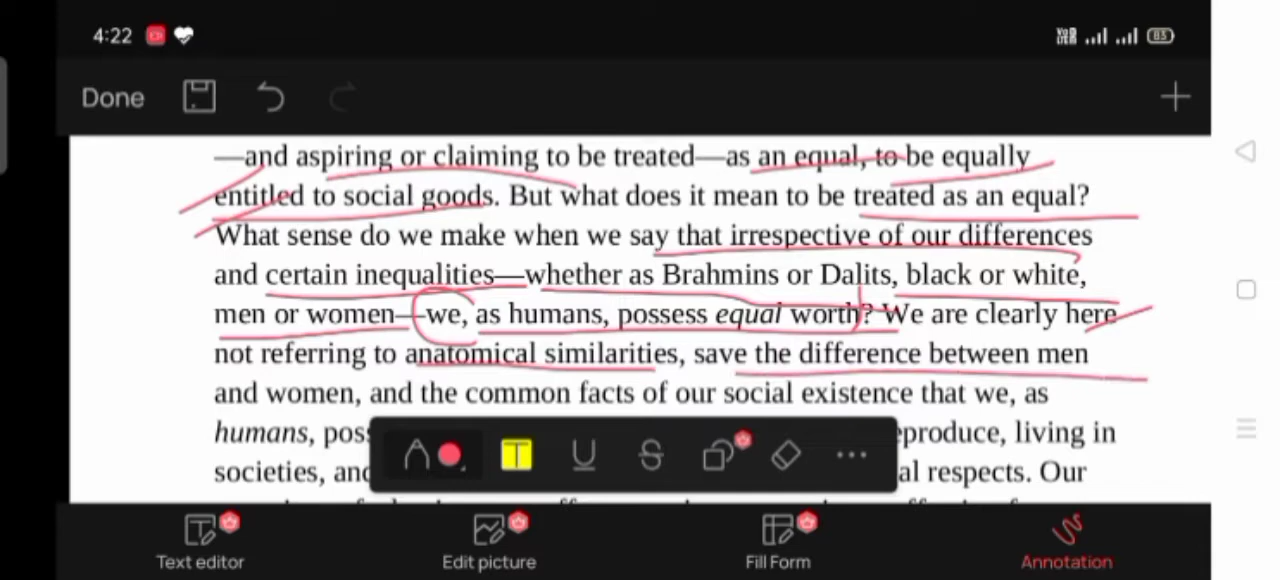 4:22
85
Done
—and aspiring or claiming to be treated—as an equal, to be equally
entitled to social goods. But what does it mean to be treated as an equal?
What sense do we make when we say that irrespective of our differences
and certain inequalities—whether as Brahmins or Dalits, black or white,
men or women—we, as humans, possess equal worth? We are clearly here
not referring to anatomical similarities, save the difference between men
and women, and the common facts of our social existence that we, as
humans, living in
societies, respects. Our
T U S
Text editor Edit picture Fill Form Annotation